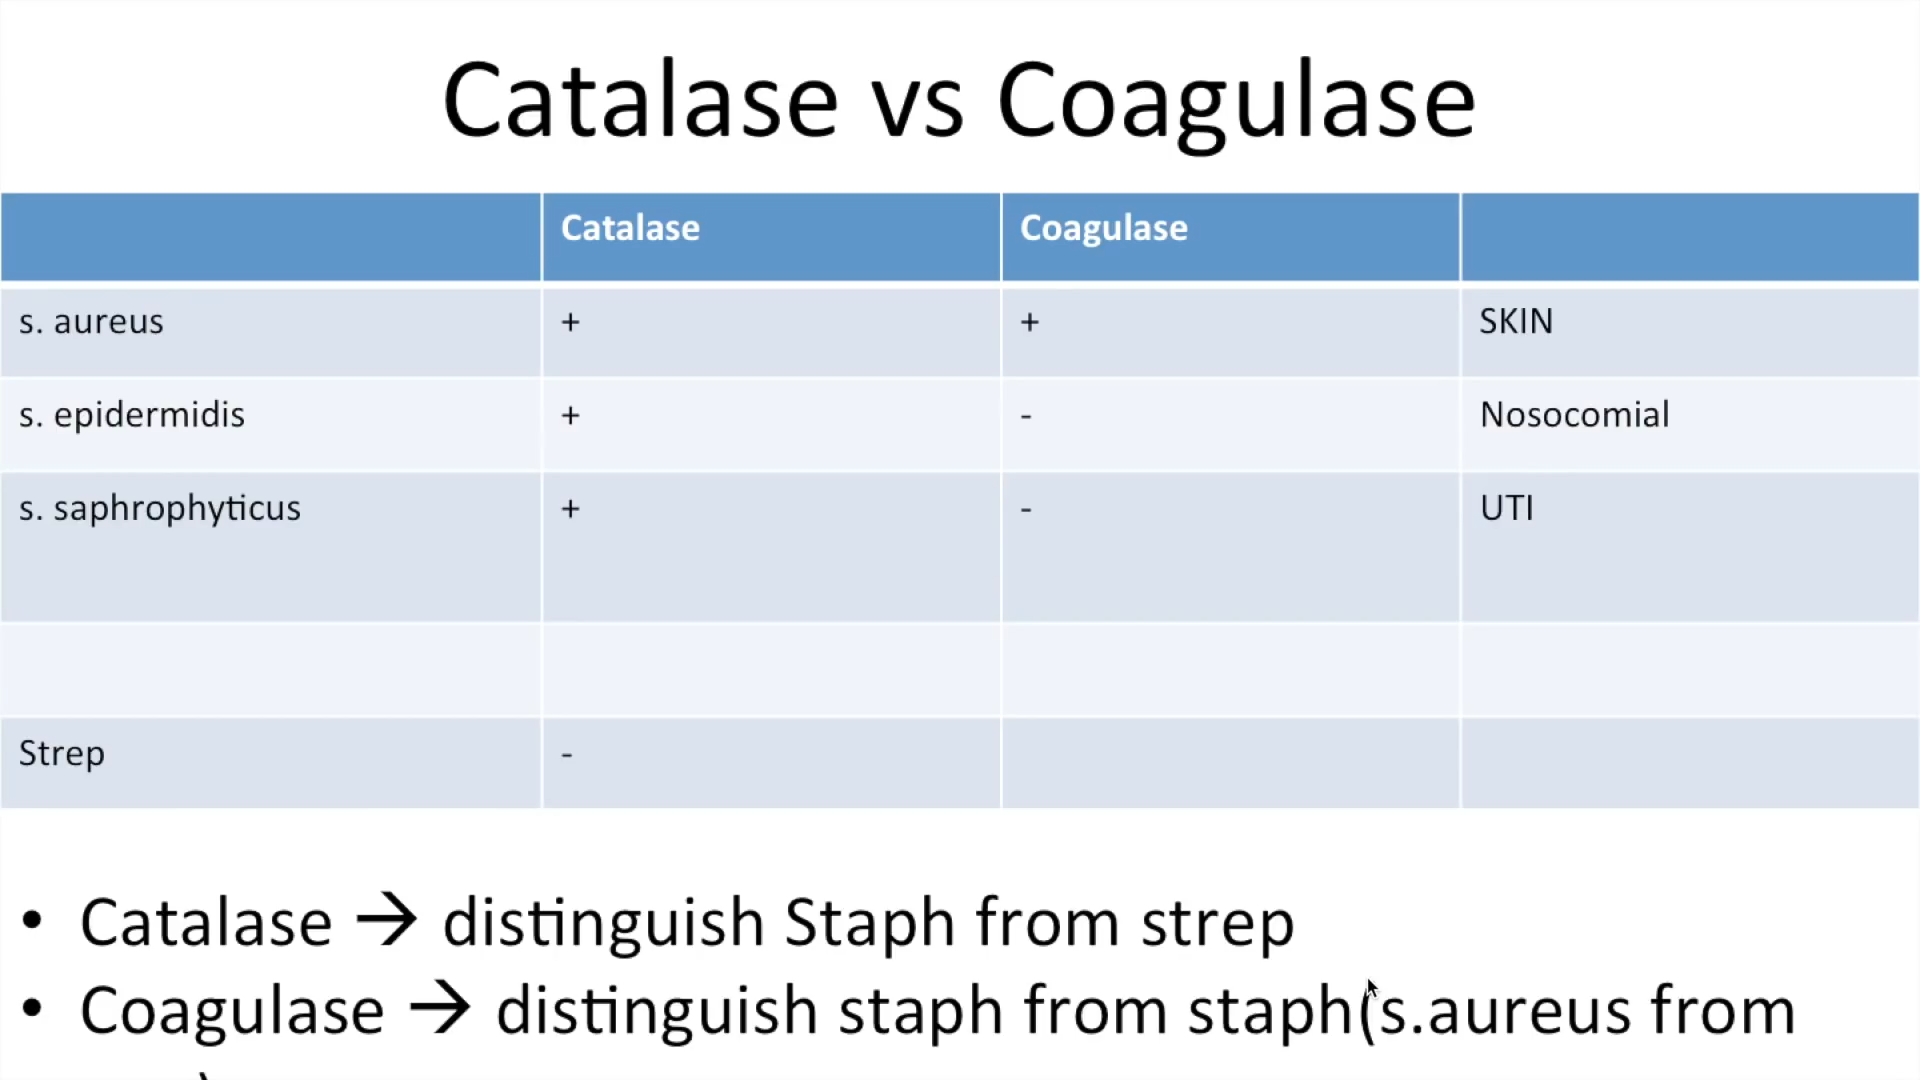 Catalase vs Coagulase
Catalase Coagulase
s. aureus + + SKIN
s. epidermidis + - Nosocomial
s. saphrophyticus + - UTI
Strep -
• Catalase → distinguish Staph from strep
• Coagulase → distinguish staph from staph(s.aureus from